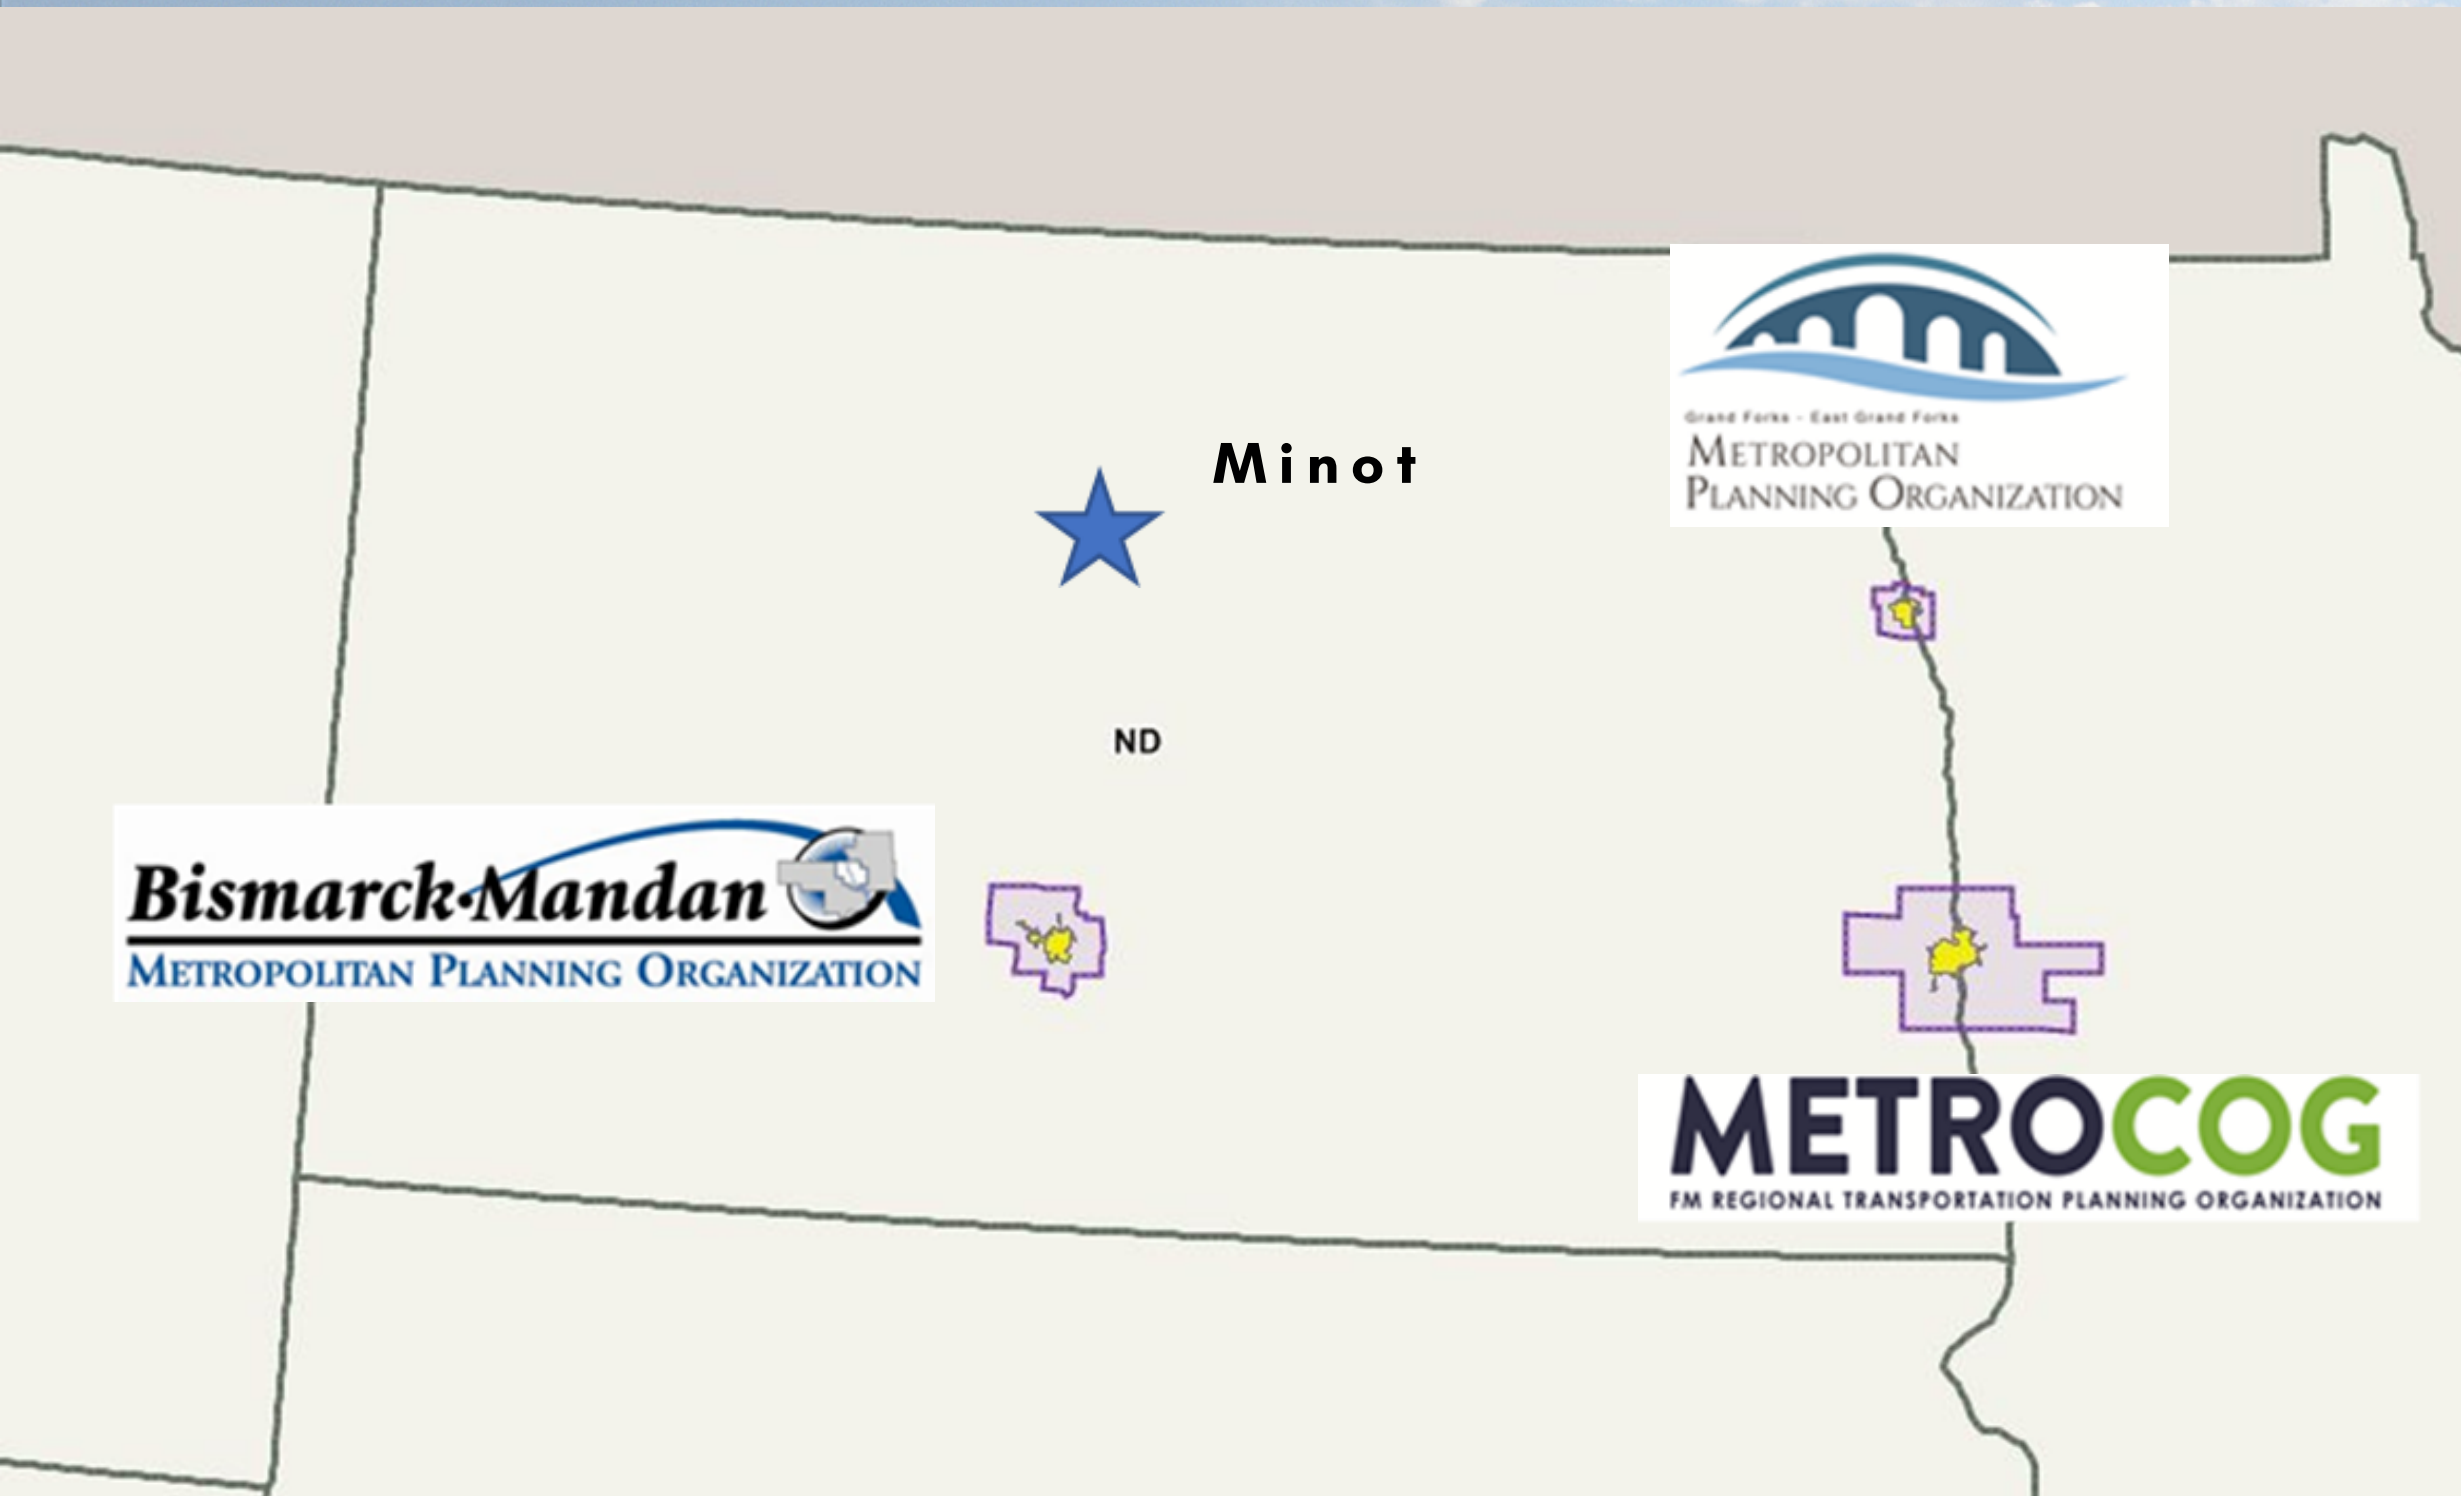 Grand Forks - East Grand Forks
METROPOLITAN
PLANNING ORGANIZATION
Minot
ND
Bismarck•Mandan
METROPOLITAN PLANNING ORGANIZATION
METROCOG
FM REGIONAL TRANSPORTATION PLANNING ORGANIZATION